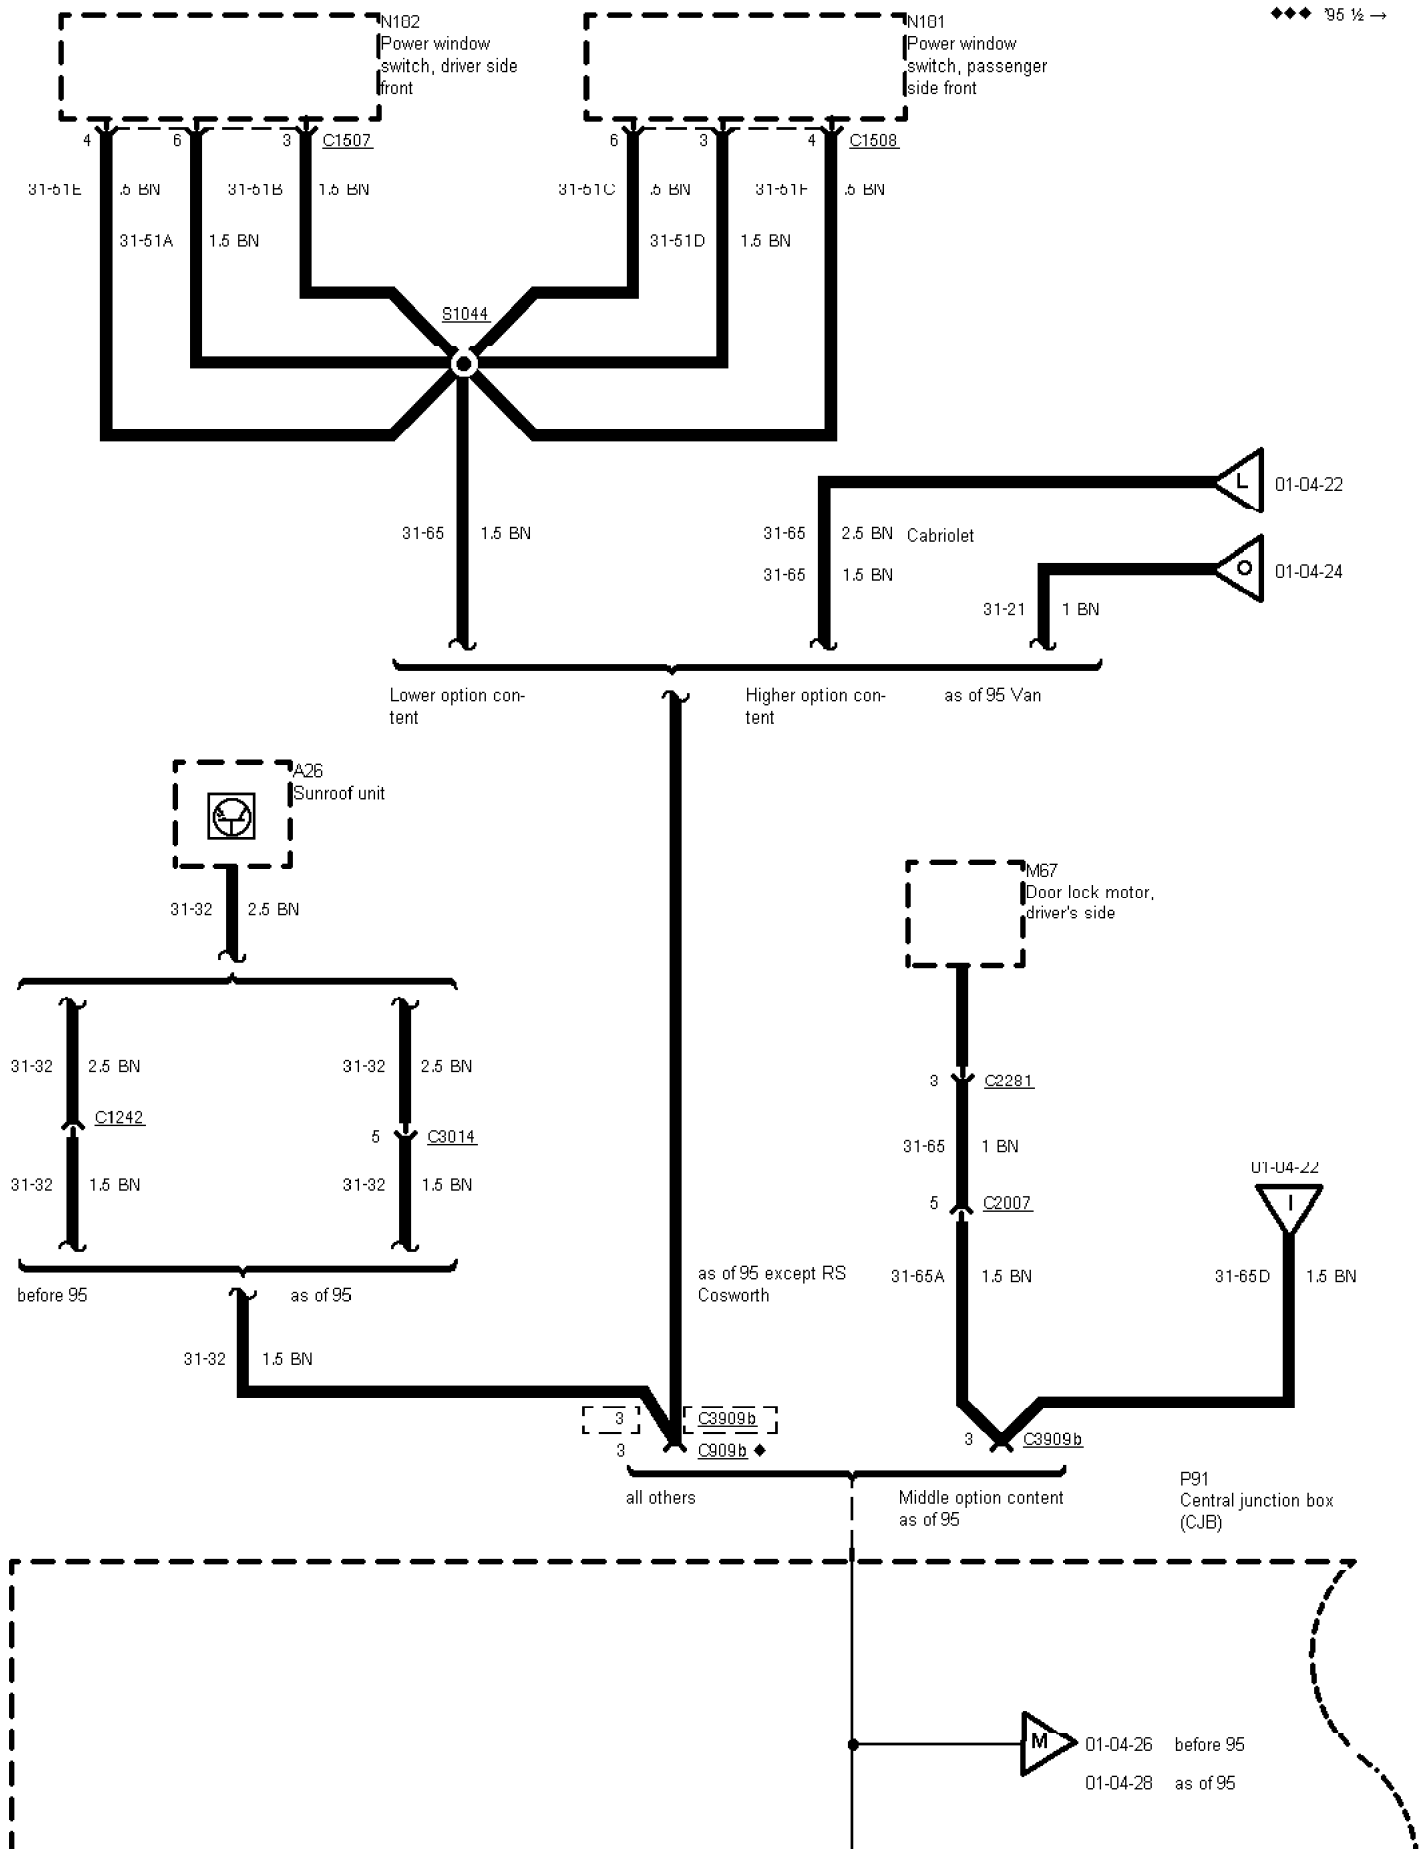 ◆◆◆ '95 ½ →
N182
Power window
switch, driver side
front
N181
Power window
switch, passenger
side front
4
6
3
C1507
6
3
4
C1508
31-51E
.5 BN
31-51B
1.5 BN
31-51C
.5 BN
31-51F
.5 BN
31-51A
1.5 BN
31-51D
1.5 BN
S1044
L
01-04-22
31-65
1.5 BN
31-65
2.5 BN
Cabriolet
O
01-04-24
31-65
1.5 BN
31-21
1 BN
Lower option con-
tent
Higher option con-
tent
as of 95 Van
A26
Sunroof unit
M67
Door lock motor,
driver's side
31-32
2.5 BN
31-32
2.5 BN
31-32
2.5 BN
3
C2281
C1242
5
C3014
31-65
1 BN
31-32
1.5 BN
31-32
1.5 BN
5
C2007
01-04-22
I
before 95
as of 95
as of 95 except RS
Cosworth
31-65A
1.5 BN
31-65D
1.5 BN
31-32
1.5 BN
3
C3909b
3
C909b ◆
3
C3909b
all others
Middle option content
as of 95
P91
Central junction box
(CJB)
M
01-04-26
before 95
01-04-28
as of 95